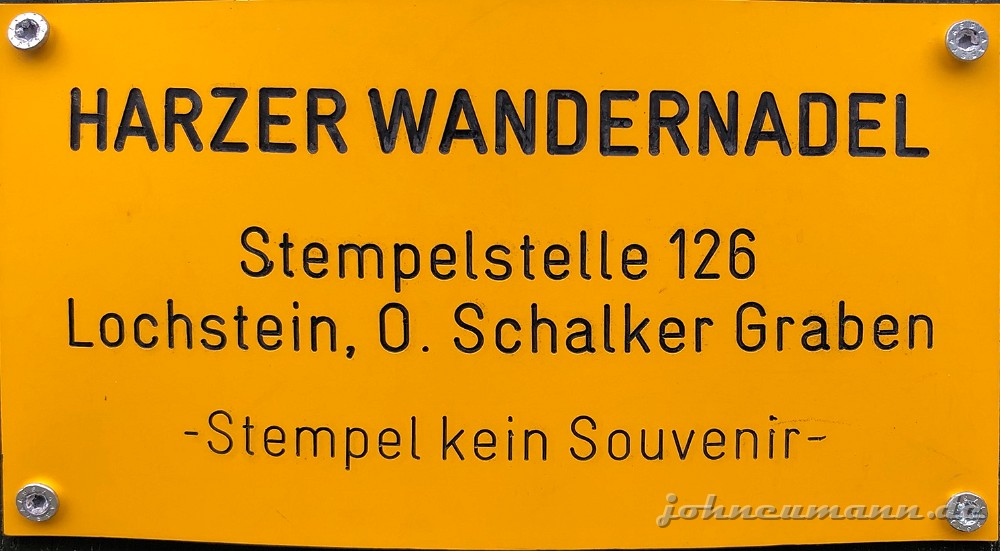 HARZER WANDERNADEL
Stempelstelle 126
Lochstein, O. Schalker Graben
-Stempel kein Souvenir-
johneumann.de